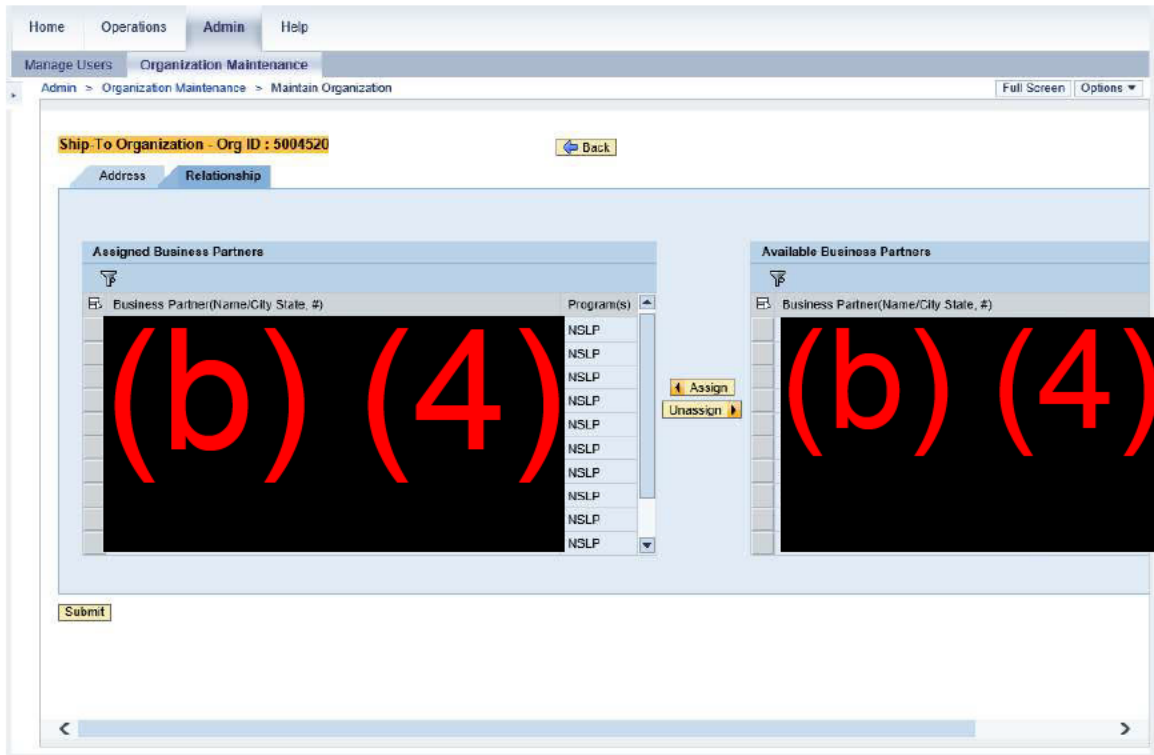 Home Operations Admin Help
Manage Users Organization Maintenance
Admin > Organization Maintenance > Maintain Organization Full Screen Options
Ship-To Organization - Org ID : 5004520 Back
Address Relationship
Assigned Business Partners Available Business Partners
Business Partner(Name/City State, #) Program(s) Business Partner(Name/City State, #)
(b) (4) (b) (4)
NSLP
NSLP
NSLP
NSLP
NSLP
NSLP
NSLP
NSLP
NSLP
NSLP
Assign
Unassign
Submit